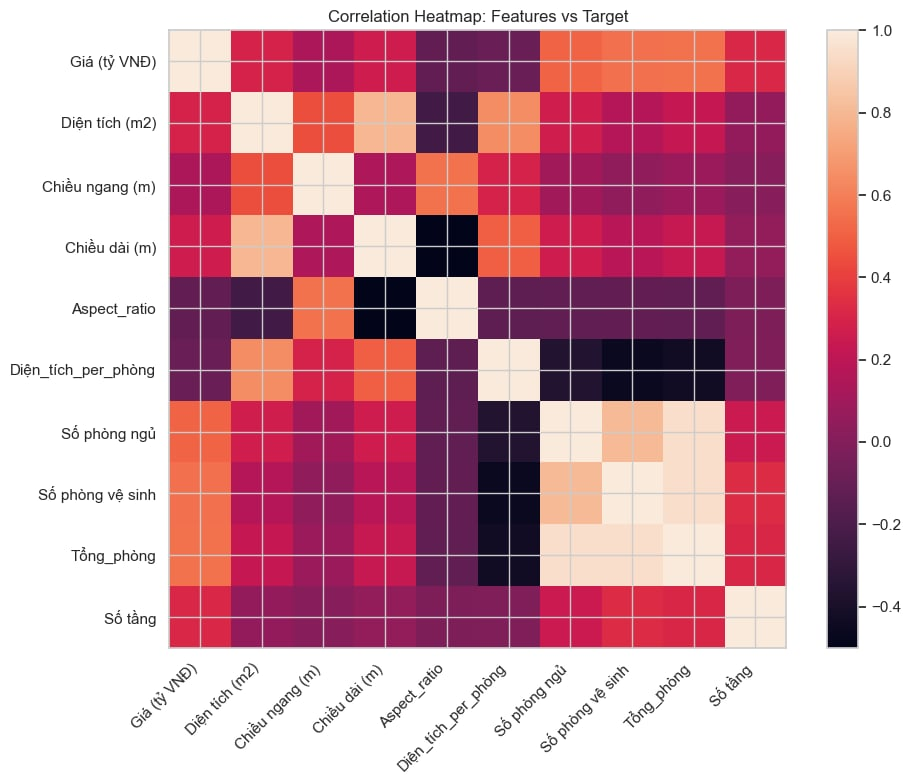 Correlation Heatmap: Features vs Target
Giá (tỷ VNĐ)
Diện tích (m2)
Chiều ngang (m)
Chiều dài (m)
Aspect_ratio
Diện_tích_per_phòng
Số phòng ngủ
Số phòng vệ sinh
Tổng_phòng
Số tầng
Giá (tỷ VNĐ)
Diện tích (m2)
Chiều ngang (m)
Chiều dài (m)
Aspect_ratio
Diện_tích_per_phòng
Số phòng ngủ
Số phòng vệ sinh
Tổng_phòng
Số tầng
1.0
0.8
0.6
0.4
0.2
0.0
−0.2
−0.4